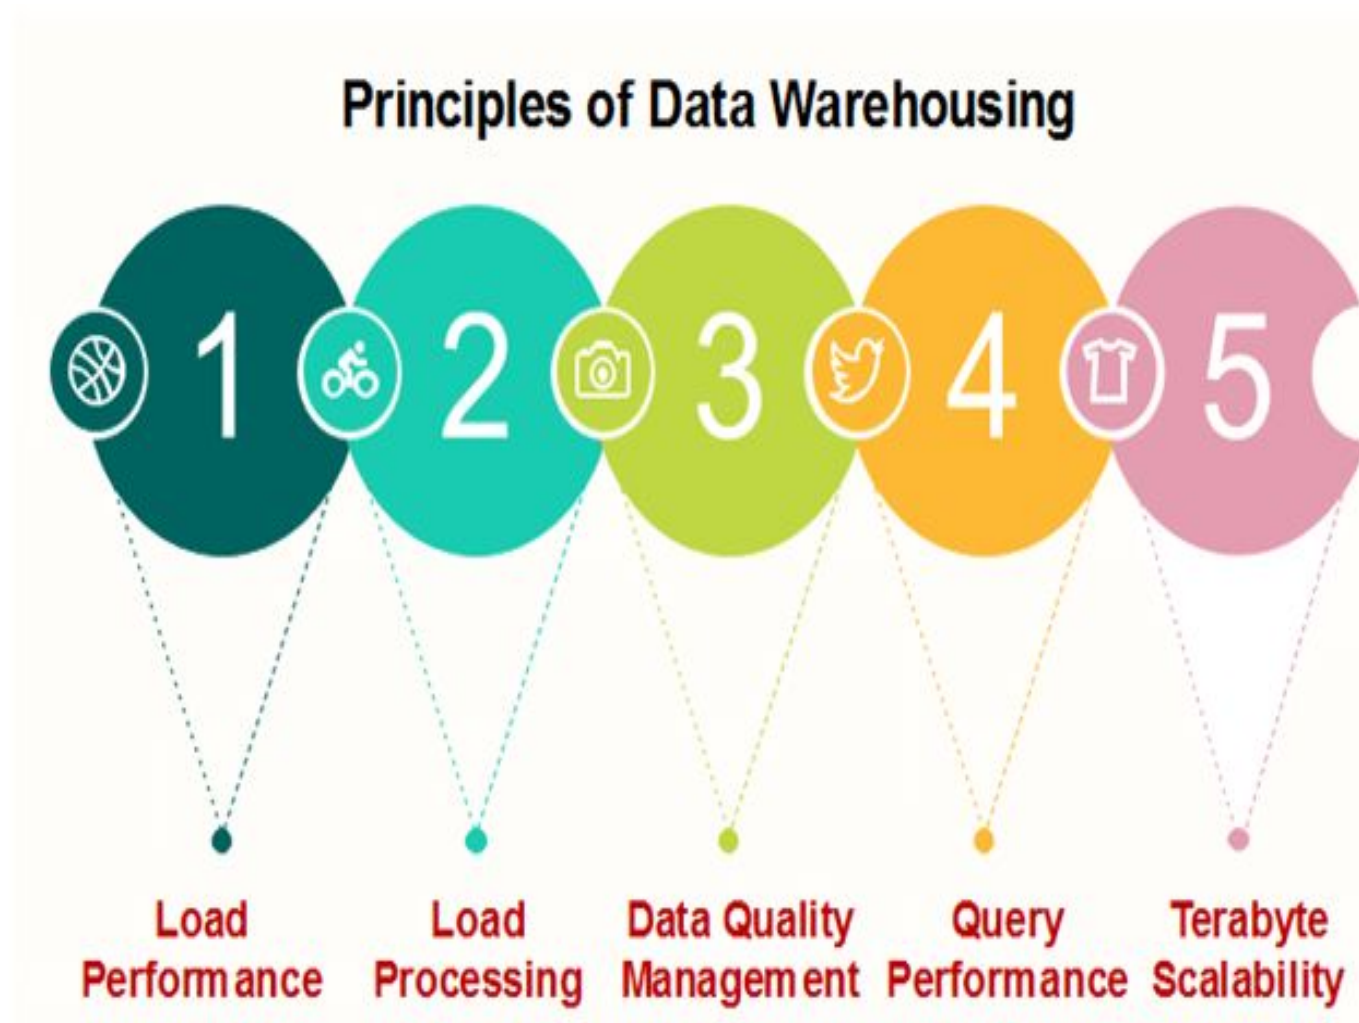 Principles of Data Warehousing
1 2 3 4 5
Load Performance
Load Processing
Data Quality Management
Query Performance
Terabyte Scalability